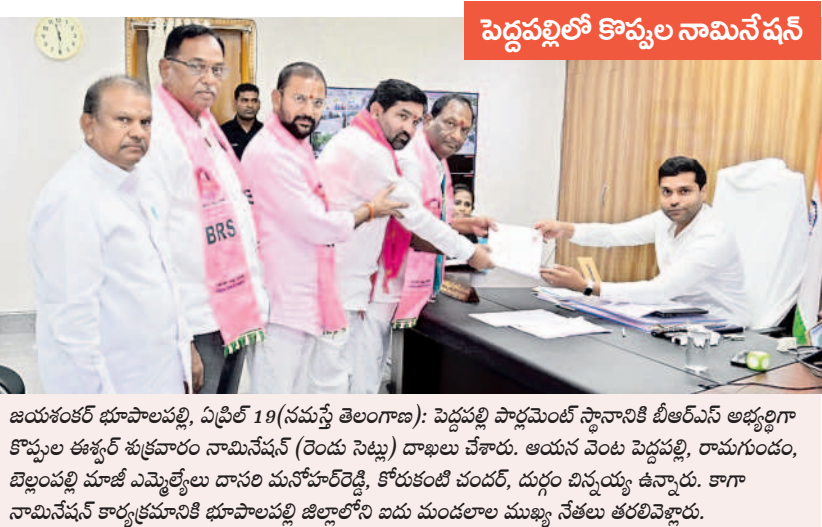 పెద్దపల్లిలో కొప్పుల నామినేషన్
BRS
జయశంకర్ భూపాలపల్లి, ఏప్రిల్ 19(నమస్తే తెలంగాణ): పెద్దపల్లి పార్లమెంట్ స్థానానికి బీఆర్ఎస్ అభ్యర్థిగా
కొప్పుల ఈశ్వర్ శుక్రవారం నామినేషన్ (రెండు సెట్లు) దాఖలు చేశారు. ఆయన వెంట పెద్దపల్లి, రామగుండం,
బెల్లంపల్లి మాజీ ఎమ్మెల్యేలు దాసరి మనోహర్‌రెడ్డి, కోరుకంటి చందర్, దుర్గం చిన్నయ్య ఉన్నారు. కాగా
నామినేషన్ కార్యక్రమానికి భూపాలపల్లి జిల్లాలోని ఐదు మండలాల ముఖ్య నేతలు తరలివెళ్లారు.